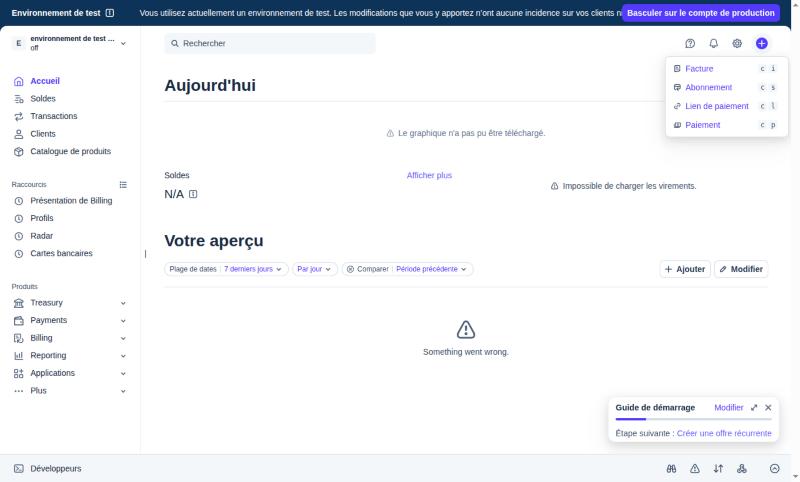 Environnement de test
Vous utilisez actuellement un environnement de test. Les modifications que vous y apportez n'ont aucune incidence sur vos clients
Basculer sur le compte de production
E
environnement de test ...
off
Rechercher
Facture c i
Abonnement c s
Lien de paiement c l
Paiement c p
Accueil
Soldes
Transactions
Clients
Catalogue de produits
Raccourcis
Présentation de Billing
Profils
Radar
Cartes bancaires
Produits
Treasury
Payments
Billing
Reporting
Applications
Plus
Aujourd'hui
Le graphique n'a pas pu être téléchargé.
Soldes
Afficher plus
N/A
Impossible de charger les virements.
Votre aperçu
Plage de dates 7 derniers jours
Par jour
Comparer Période précédente
Ajouter
Modifier
Something went wrong.
Guide de démarrage
Modifier
Étape suivante : Créer une offre récurrente
Développeurs